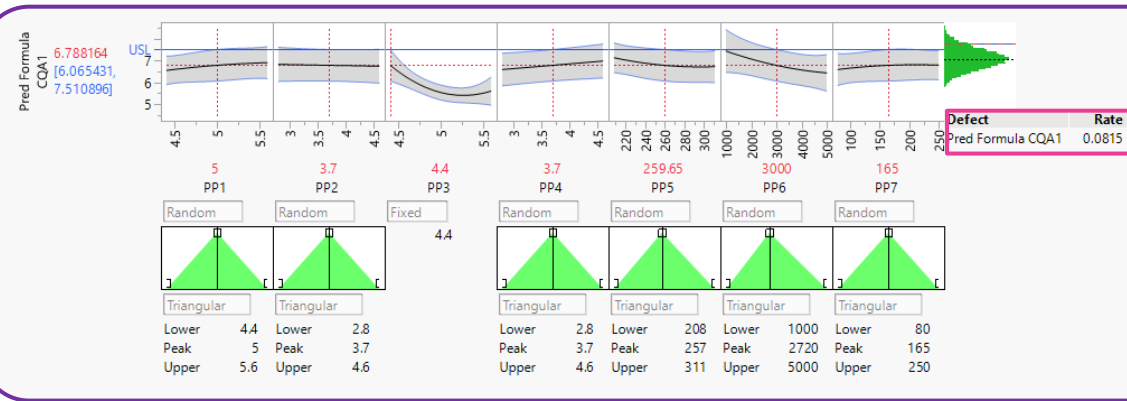 Pred Formula
CQA1
6.788164
[6.065431,
7.510896]
USL
7
6
5
4.5 5 5.5 3 3.5 4 4.5 4.5 5 5.5 3 3.5 4 4.5 220 240 260 280 300 1000 2000 3000 4000 5000 100 150 200 250
Defect Rate
Pred Formula CQA1 0.0815
5 3.7 4.4 3.7 259.65 3000 165
PP1 PP2 PP3 PP4 PP5 PP6 PP7
Random Random Fixed Random Random Random Random
4.4
Triangular Triangular Triangular Triangular Triangular Triangular
Lower 4.4 Lower 2.8 Lower 2.8 Lower 208 Lower 1000 Lower 80
Peak 5 Peak 3.7 Peak 3.7 Peak 257 Peak 2720 Peak 165
Upper 5.6 Upper 4.6 Upper 4.6 Upper 311 Upper 5000 Upper 250